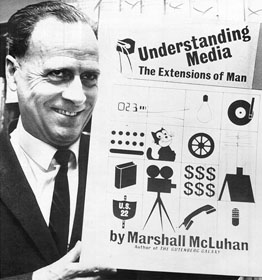 Understanding
Media
The Extensions of Man
023
$$$
$$$
U.S.
22
by Marshall McLuhan
Author of THE GUTENBERG GALAXY